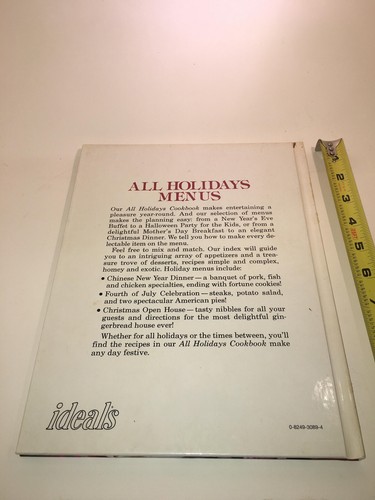 ALL HOLIDAYS
MENUS
Our All Holidays Cookbook makes entertaining a
pleasure year-round. And our selection of menus
makes the planning easy: from a New Year's Eve
Buffet to a Halloween Party for the Kids, or from a
delightful Mother's Day Breakfast to an elegant
Christmas Dinner. We tell you how to make every de-
lectable item on the menu.
Feel free to mix and match. Our index will guide
you to an intriguing array of appetizers and a trea-
sure trove of desserts, recipes simple and complex,
homey and exotic. Holiday menus include:
• Chinese New Year Dinner — a banquet of pork, fish
and chicken specialties, ending with fortune cookies!
• Fourth of July Celebration — steaks, potato salad,
and two spectacular American pies!
• Christmas Open House — tasty nibbles for all your
guests and directions for the most delightful gin-
gerbread house ever!
Whether for all holidays or the times between, you'll
find the recipes in our All Holidays Cookbook make
any day festive.
ideals
0-8249-3089-4
2
3
4
5
6
7